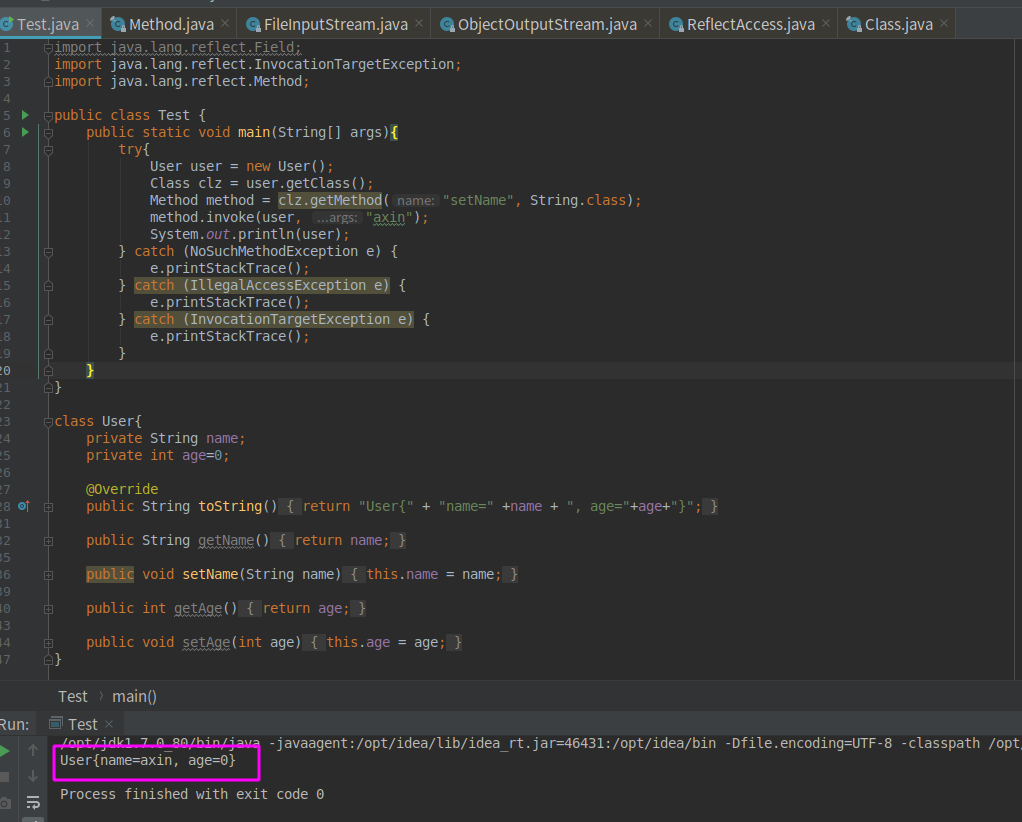 Test.java × Method.java × FileInputStream.java × ObjectOutputStream.java × ReflectAccess.java × Class.java ×
1 import java.lang.reflect.Field;
2 import java.lang.reflect.InvocationTargetException;
3 import java.lang.reflect.Method;
4
5 public class Test {
6 public static void main(String[] args){
7 try{
8 User user = new User();
9 Class clz = user.getClass();
10 Method method = clz.getMethod( name: "setName", String.class);
11 method.invoke(user, ...args: "axin");
12 System.out.println(user);
13 } catch (NoSuchMethodException e) {
14 e.printStackTrace();
15 } catch (IllegalAccessException e) {
16 e.printStackTrace();
17 } catch (InvocationTargetException e) {
18 e.printStackTrace();
19 }
20 }
21 }
22
23 class User{
24 private String name;
25 private int age=0;
26
27 @Override
28 public String toString() { return "User{" + "name=" +name + ", age="+age+"}"; }
31
32 public String getName() { return name; }
35
36 public void setName(String name) { this.name = name; }
39
40 public int getAge() { return age; }
43
44 public void setAge(int age) { this.age = age; }
47 }
Test › main()
Run: Test ×
/opt/jdk1.7.0_80/bin/java -javaagent:/opt/idea/lib/idea_rt.jar=46431:/opt/idea/bin -Dfile.encoding=UTF-8 -classpath /opt/
User{name=axin, age=0}
Process finished with exit code 0